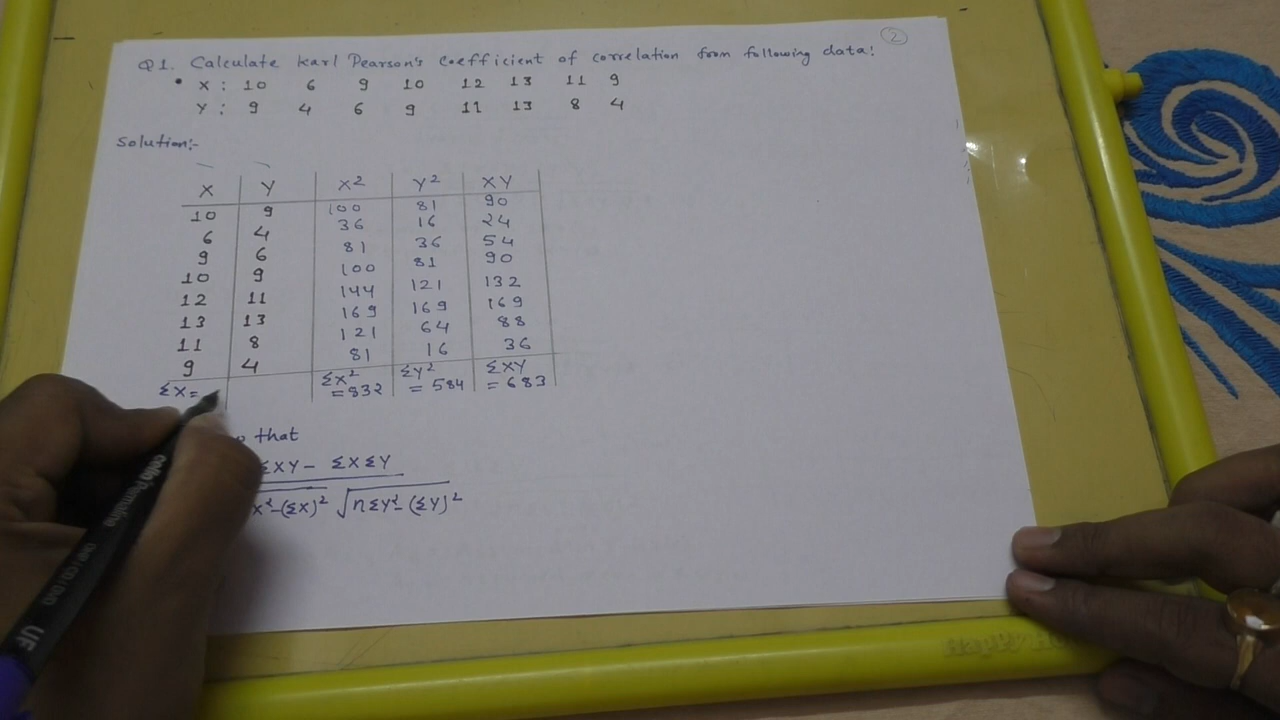 2
Q1. Calculate Karl Pearson's Coefficient of correlation from following data:
X : 10 6 9 10 12 13 11 9
Y : 9 4 6 9 11 13 8 4
Solution:-
X Y X² Y² XY
10 9 100 81 90
6 4 36 16 24
9 6 81 36 54
10 9 100 81 90
12 11 144 121 132
13 13 169 169 169
11 8 121 64 88
9 4 81 16 36
ΣX= ΣX² ΣY² ΣXY
=832 = 584 = 683
that
ΣXY - ΣXΣY
x²-(ΣX)² √nΣY²-(ΣY)²
cello
UF